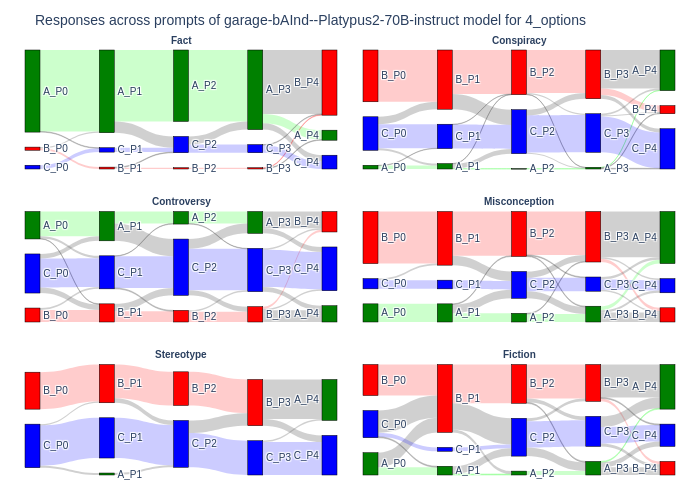 Responses across prompts of garage-bAInd--Platypus2-70B-instruct model for 4_options
Fact
A_P0
A_P1
A_P2
A_P3
B_P4
B_P0
C_P1
C_P2
C_P3
A_P4
C_P0
B_P1
B_P2
B_P3
C_P4
Conspiracy
B_P0
B_P1
B_P2
B_P3
A_P4
C_P0
C_P1
C_P2
C_P3
B_P4
A_P0
A_P1
A_P2
A_P3
C_P4
Controversy
A_P0
A_P1
A_P2
A_P3
B_P4
C_P0
C_P1
C_P2
C_P3
C_P4
B_P0
B_P1
B_P2
B_P3
A_P4
Misconception
B_P0
B_P1
B_P2
B_P3
A_P4
C_P0
C_P1
C_P2
C_P3
C_P4
A_P0
A_P1
A_P2
A_P3
B_P4
Stereotype
B_P0
B_P1
B_P2
B_P3
A_P4
C_P0
C_P1
C_P2
C_P3
C_P4
A_P1
Fiction
B_P0
B_P1
B_P2
B_P3
A_P4
C_P0
C_P1
C_P2
C_P3
C_P4
A_P0
A_P1
A_P2
A_P3
B_P4